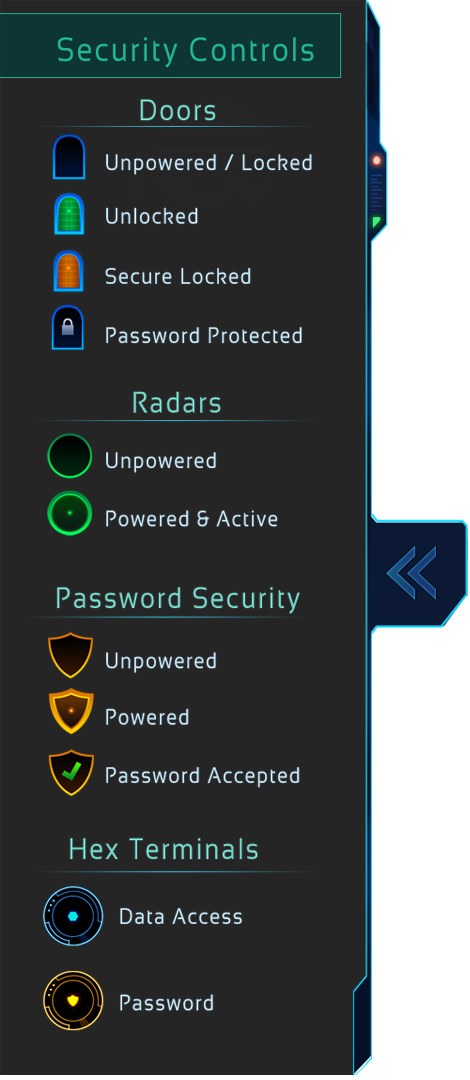 Security Controls
Doors
Unpowered / Locked
Unlocked
Secure Locked
Password Protected
Radars
Unpowered
Powered & Active
Password Security
Unpowered
Powered
Password Accepted
Hex Terminals
Data Access
Password